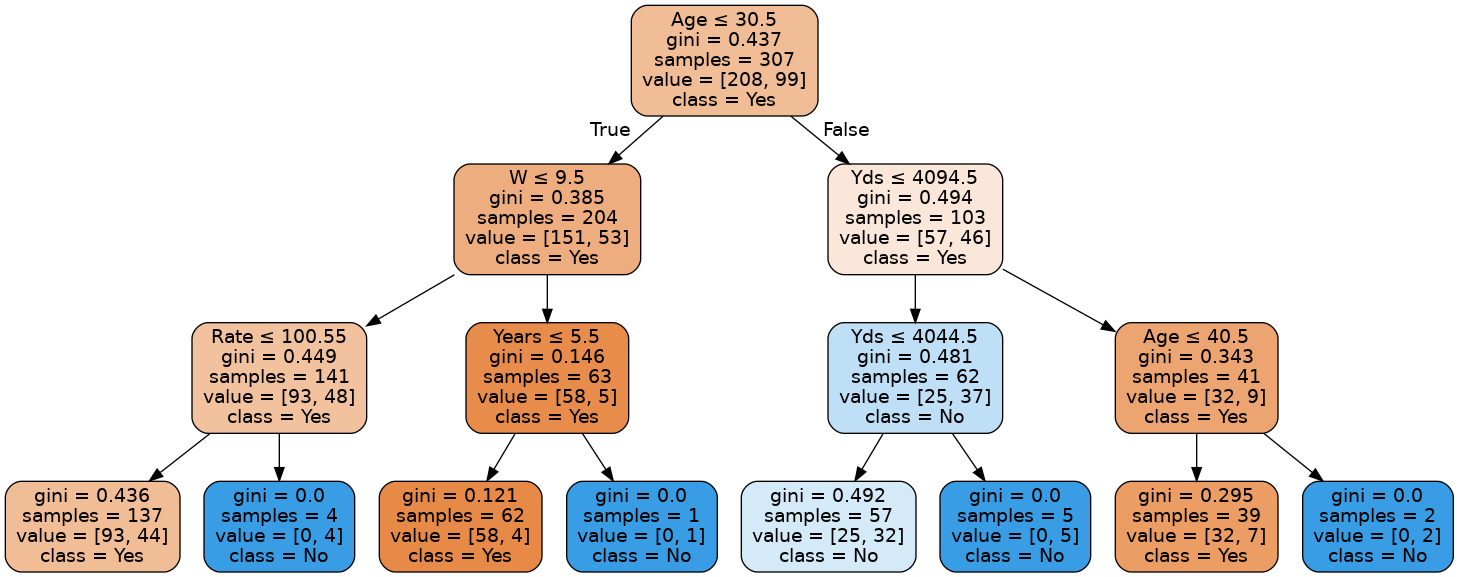 Age ≤ 30.5
gini = 0.437
samples = 307
value = [208, 99]
class = Yes
True
False
W ≤ 9.5
gini = 0.385
samples = 204
value = [151, 53]
class = Yes
Yds ≤ 4094.5
gini = 0.494
samples = 103
value = [57, 46]
class = Yes
Rate ≤ 100.55
gini = 0.449
samples = 141
value = [93, 48]
class = Yes
Years ≤ 5.5
gini = 0.146
samples = 63
value = [58, 5]
class = Yes
Yds ≤ 4044.5
gini = 0.481
samples = 62
value = [25, 37]
class = No
Age ≤ 40.5
gini = 0.343
samples = 41
value = [32, 9]
class = Yes
gini = 0.436
samples = 137
value = [93, 44]
class = Yes
gini = 0.0
samples = 4
value = [0, 4]
class = No
gini = 0.121
samples = 62
value = [58, 4]
class = Yes
gini = 0.0
samples = 1
value = [0, 1]
class = No
gini = 0.492
samples = 57
value = [25, 32]
class = No
gini = 0.0
samples = 5
value = [0, 5]
class = No
gini = 0.295
samples = 39
value = [32, 7]
class = Yes
gini = 0.0
samples = 2
value = [0, 2]
class = No